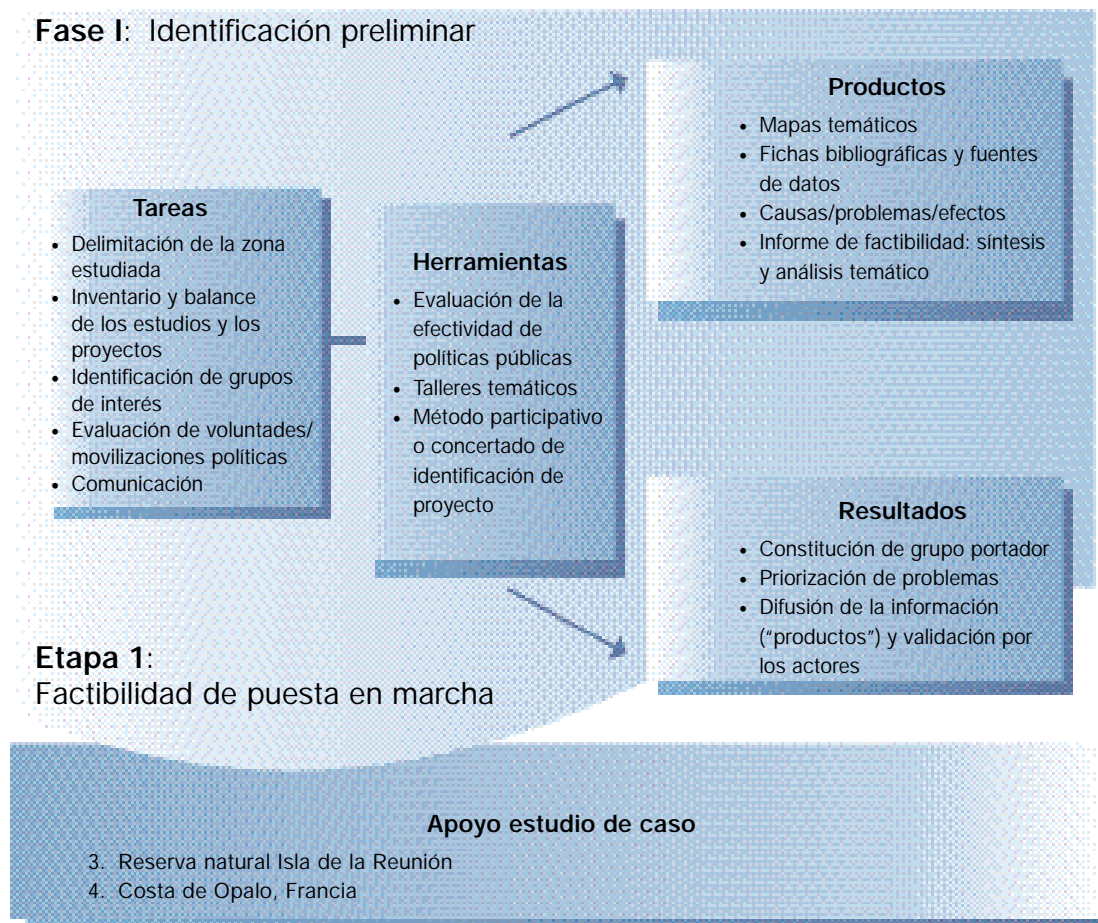 Fase I: Identificación preliminar
Tareas
• Delimitación de la zona
estudiada
• Inventario y balance
de los estudios y los
proyectos
• Identificación de grupos
de interés
• Evaluación de voluntades/
movilizaciones políticas
• Comunicación
Herramientas
• Evaluación de la
efectividad de
políticas públicas
• Talleres temáticos
• Método participativo
o concertado de
identificación de
proyecto
Productos
• Mapas temáticos
• Fichas bibliográficas y fuentes
de datos
• Causas/problemas/efectos
• Informe de factibilidad: síntesis
y análisis temático
Resultados
• Constitución de grupo portador
• Priorización de problemas
• Difusión de la información
(“productos”) y validación por
los actores
Etapa 1:
Factibilidad de puesta en marcha
Apoyo estudio de caso
3. Reserva natural Isla de la Reunión
4. Costa de Opalo, Francia